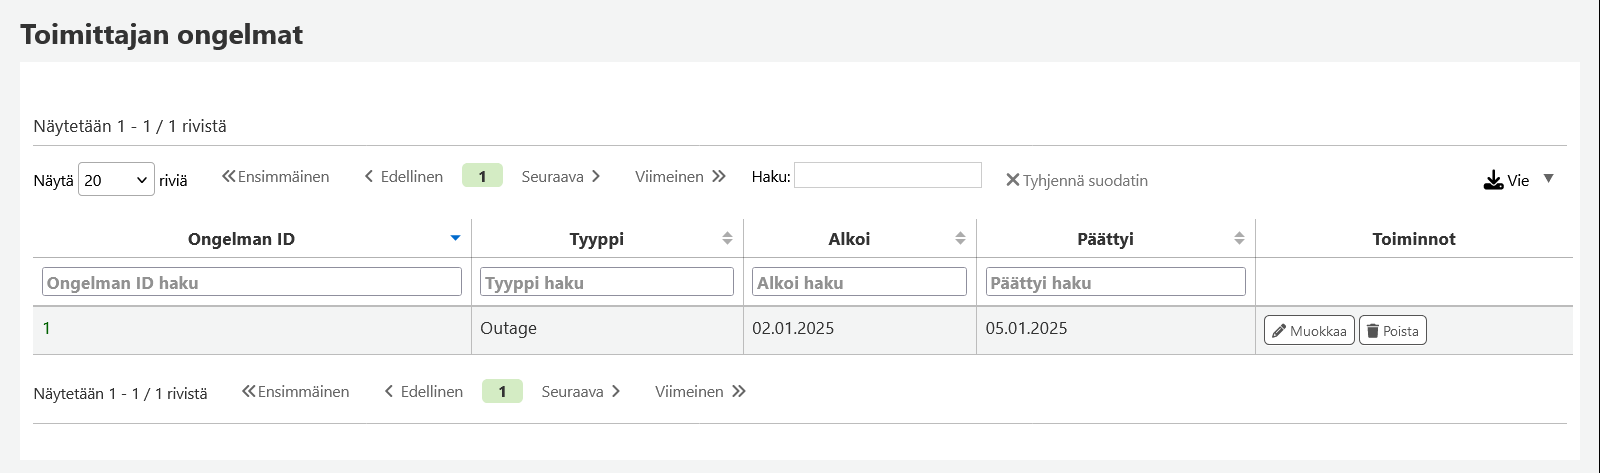 Toimittajan ongelmat
Näytetään 1 - 1 / 1 rivistä
Näytä 20 riviä Ensimmäinen Edellinen 1 Seuraava Viimeinen Haku: Tyhjennä suodatin Vie
Ongelman ID Tyyppi Alkoi Päättyi Toiminnot
Ongelman ID haku Tyyppi haku Alkoi haku Päättyi haku
1 Outage 02.01.2025 05.01.2025 Muokkaa Poista
Näytetään 1 - 1 / 1 rivistä Ensimmäinen Edellinen 1 Seuraava Viimeinen